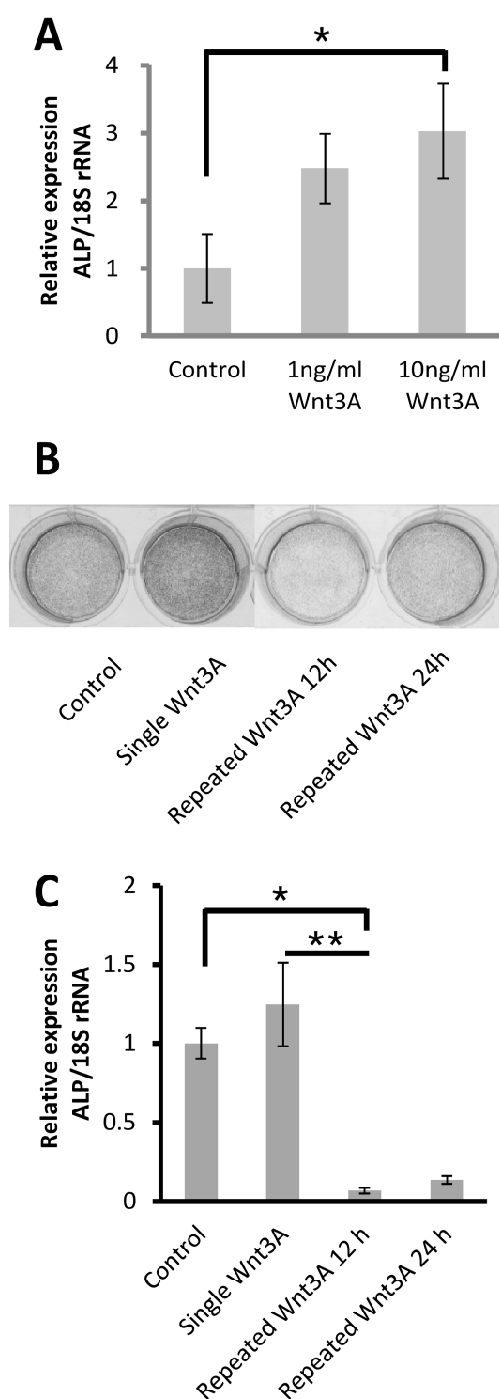 A
*
Relative expression
ALP/18S rRNA
4
3
2
1
0
Control
1ng/ml
Wnt3A
10ng/ml
Wnt3A
B
Control
Single Wnt3A
Repeated Wnt3A 12h
Repeated Wnt3A 24h
C
*
**
Relative expression
ALP/18S rRNA
2
1.5
1
0.5
0
Control
Single Wnt3A
Repeated Wnt3A 12 h
Repeated Wnt3A 24 h